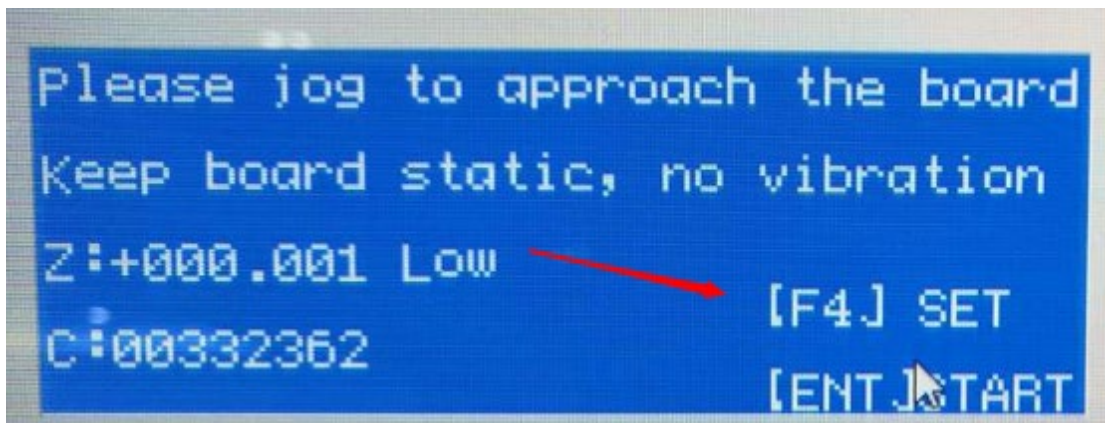 Please jog to approach the board
Keep board static, no vibration
Z:+000.001 Low
[F4] SET
C:00332362
[ENT]START